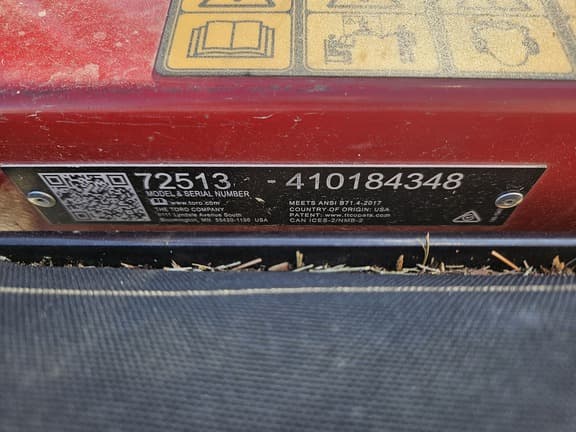 72513 - 410184348
MODEL & SERIAL NUMBER
www.toro.com
THE TORO COMPANY
8111 Lyndale Avenue South
Bloomington, MN 55420-1196 USA
MEETS ANSI B71.4-2017
COUNTRY OF ORIGIN: USA
PATENT: www.ttcopats.com
CAN ICES-2/NMB-2